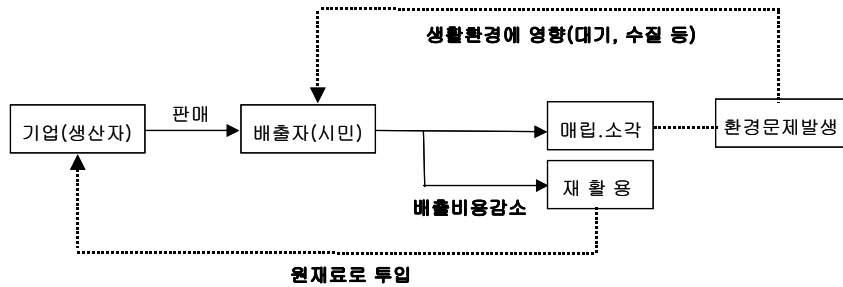 생활환경에 영향(대기, 수질 등)
판매
기업(생산자)
배출자(시민)
매립.소각
환경문제발생
재 활 용
배출비용감소
원재료로 투입